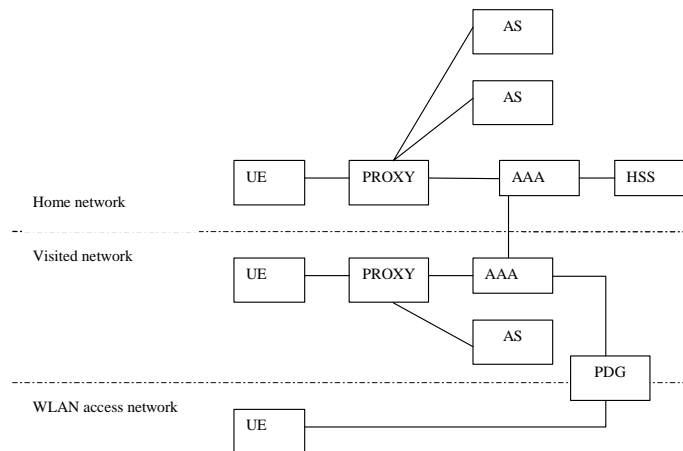 AS
AS
UE
PROXY
AAA
HSS
Home network
Visited network
UE
PROXY
AAA
AS
PDG
WLAN access network
UE